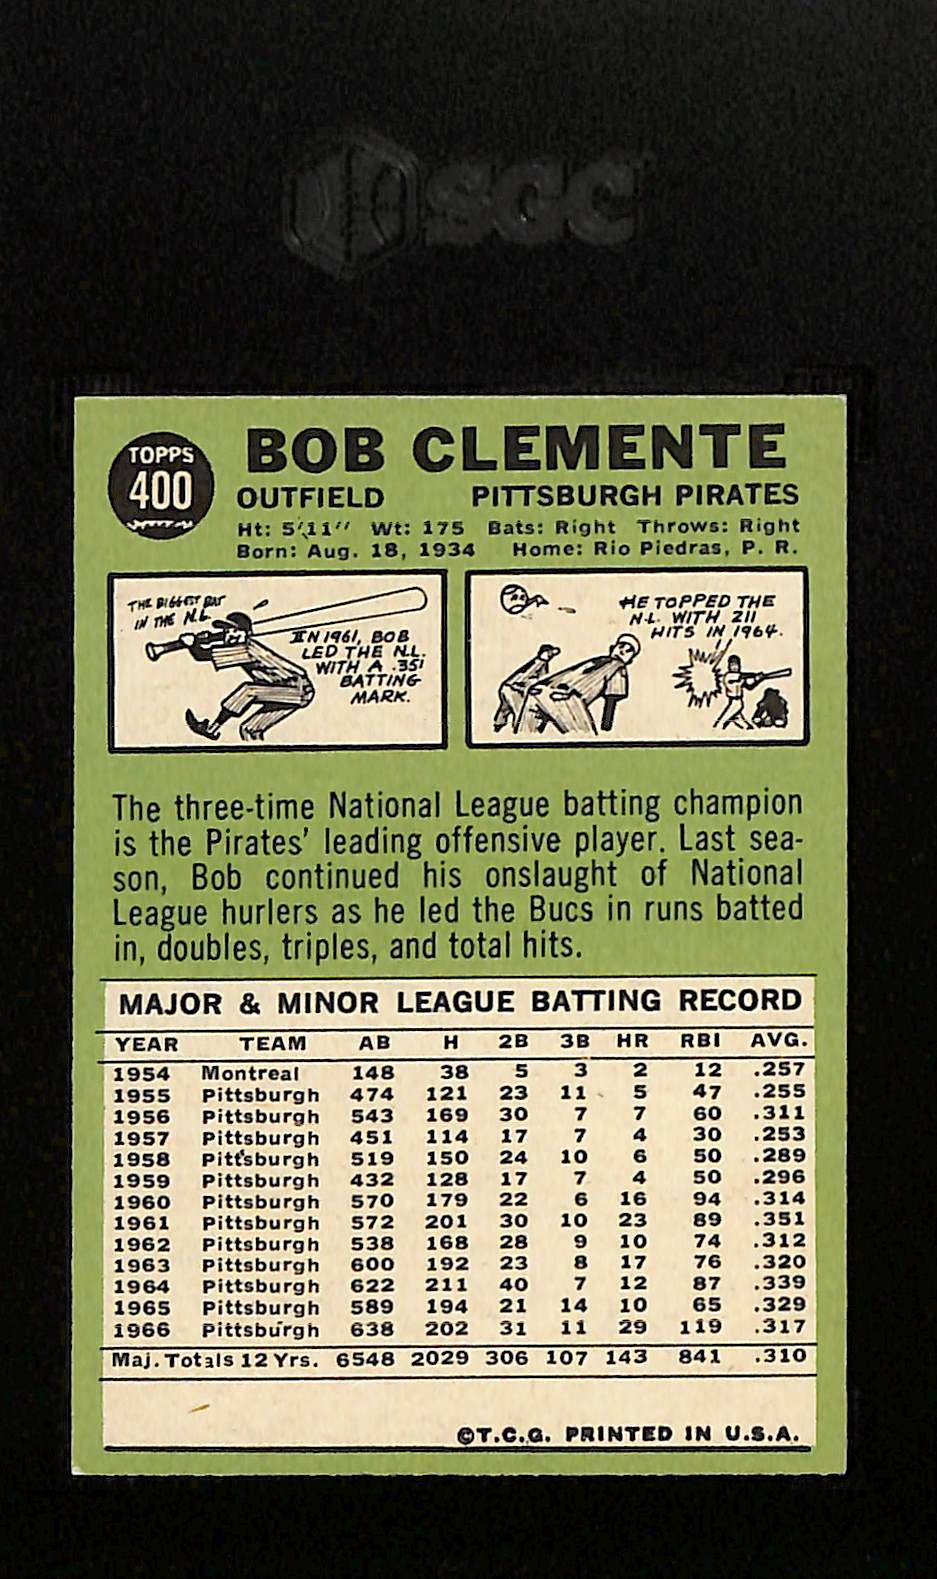 SGC
TOPPS
400
BOB CLEMENTE
OUTFIELD PITTSBURGH PIRATES
Ht: 5'11" Wt: 175 Bats: Right Throws: Right
Born: Aug. 18, 1934 Home: Rio Piedras, P. R.
THE BIGGEST BAT
IN THE N.L.
IN 1961, BOB
LED THE N.L.
WITH A .351
BATTING
MARK.
HE TOPPED THE
N.L. WITH 211
HITS IN 1964.
The three-time National League batting champion
is the Pirates' leading offensive player. Last sea-
son, Bob continued his onslaught of National
League hurlers as he led the Bucs in runs batted
in, doubles, triples, and total hits.
MAJOR & MINOR LEAGUE BATTING RECORD
YEAR TEAM AB H 2B 3B HR RBI AVG.
1954 Montreal 148 38 5 3 2 12 .257
1955 Pittsburgh 474 121 23 11 5 47 .255
1956 Pittsburgh 543 169 30 7 7 60 .311
1957 Pittsburgh 451 114 17 7 4 30 .253
1958 Pittsburgh 519 150 24 10 6 50 .289
1959 Pittsburgh 432 128 17 7 4 50 .296
1960 Pittsburgh 570 179 22 6 16 94 .314
1961 Pittsburgh 572 201 30 10 23 89 .351
1962 Pittsburgh 538 168 28 9 10 74 .312
1963 Pittsburgh 600 192 23 8 17 76 .320
1964 Pittsburgh 622 211 40 7 12 87 .339
1965 Pittsburgh 589 194 21 14 10 65 .329
1966 Pittsburgh 638 202 31 11 29 119 .317
Maj. Totals 12 Yrs. 6548 2029 306 107 143 841 .310
©T.C.G. PRINTED IN U.S.A.